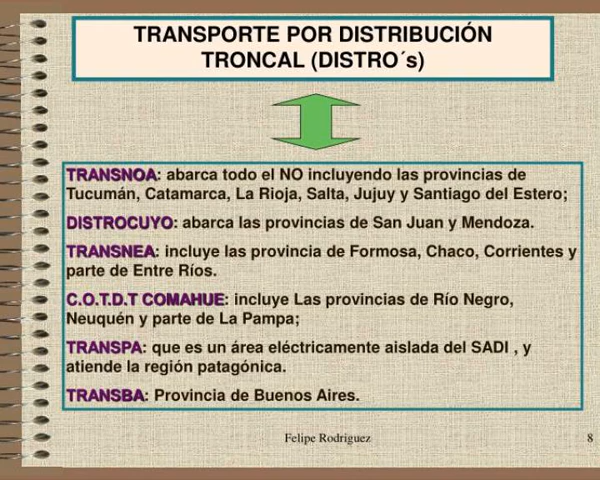 TRANSPORTE POR DISTRIBUCIÓN
TRONCAL (DISTRO´s)
TRANSNOA: abarca todo el NO incluyendo las provincias de
Tucumán, Catamarca, La Rioja, Salta, Jujuy y Santiago del Estero;
DISTROCUYO: abarca las provincias de San Juan y Mendoza.
TRANSNEA: incluye las provincia de Formosa, Chaco, Corrientes y
parte de Entre Ríos.
C.O.T.D.T COMAHUE: incluye Las provincias de Río Negro,
Neuquén y parte de La Pampa;
TRANSPA: que es un área eléctricamente aislada del SADI , y
atiende la región patagónica.
TRANSBA: Provincia de Buenos Aires.
Felipe Rodriguez
8